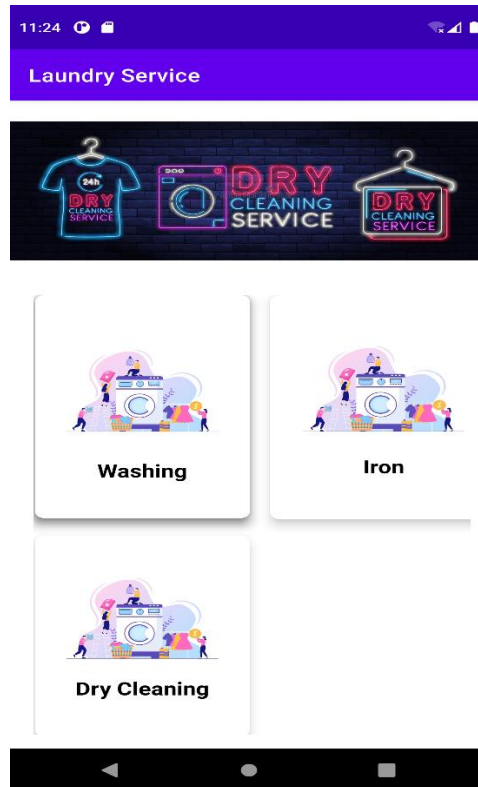 11:24
Laundry Service
24h
DRY
CLEANING
SERVICE
DRY
CLEANING
SERVICE
DRY
CLEANING
SERVICE
Washing
Iron
Dry Cleaning